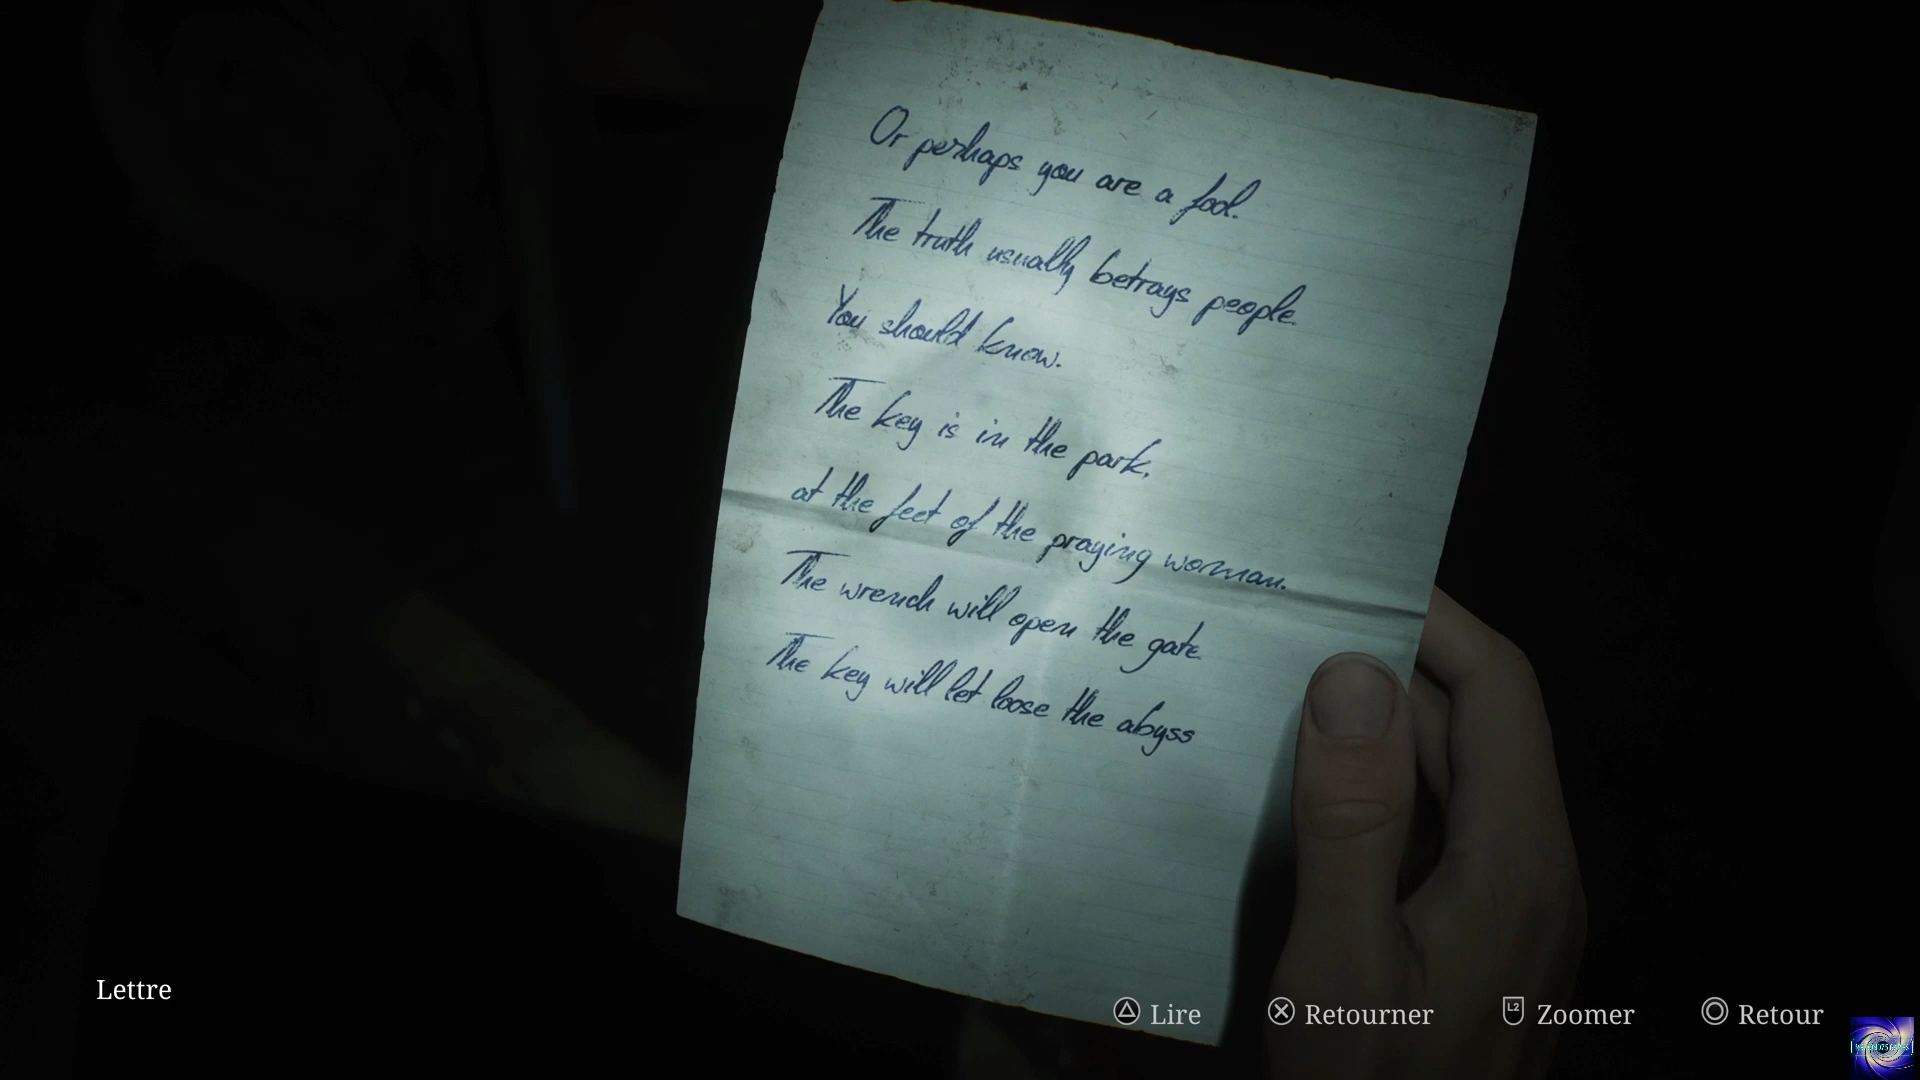 Or perhaps you are a fool.
The truth usually betrays people.
You should know.
The key is in the park,
at the feet of the praying woman.
The wrench will open the gate
The key will let loose the abyss
Lettre
Lire
Retourner
L2 Zoomer
Retour